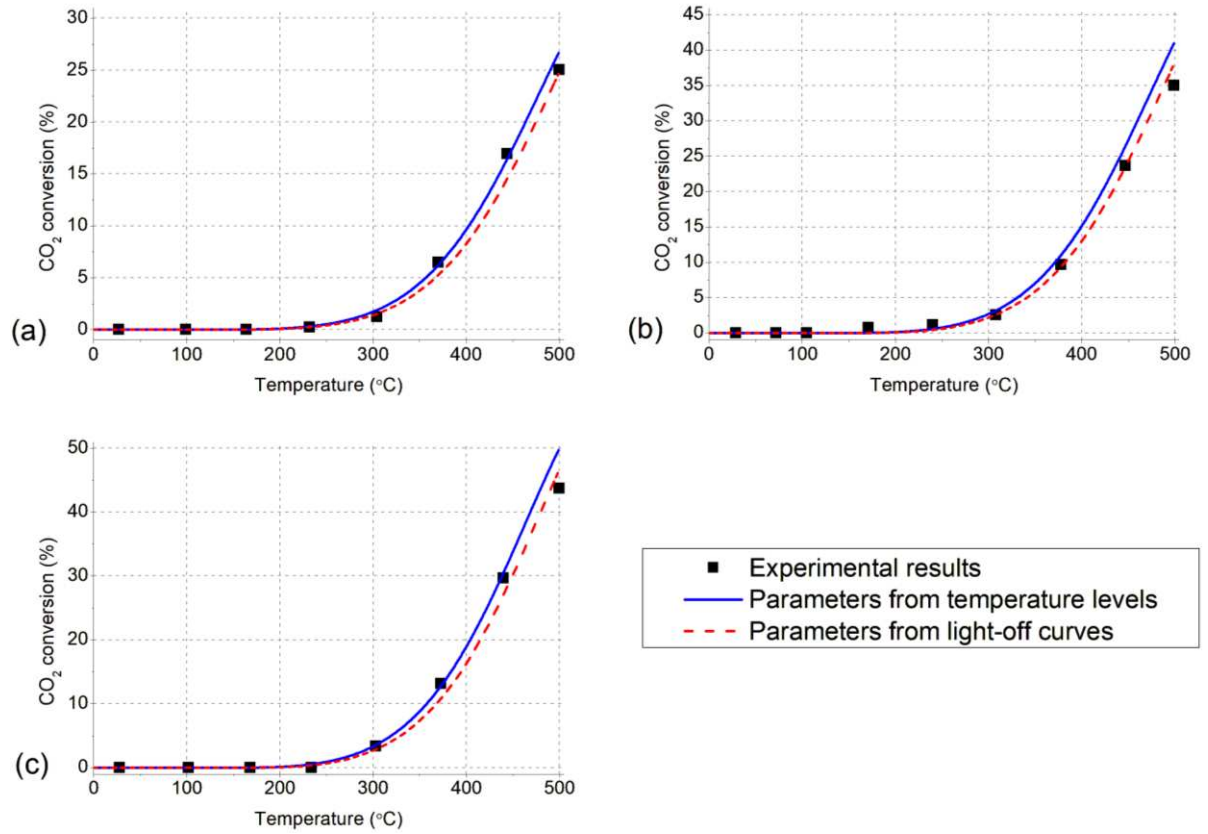 30
25
20
15
10
5
0
CO2 conversion (%)
(a)
0 100 200 300 400 500
Temperature (°C)
45
40
35
30
25
20
15
10
5
0
CO2 conversion (%)
(b)
0 100 200 300 400 500
Temperature (°C)
50
40
30
20
10
0
CO2 conversion (%)
(c)
0 100 200 300 400 500
Temperature (°C)
Experimental results
Parameters from temperature levels
Parameters from light-off curves